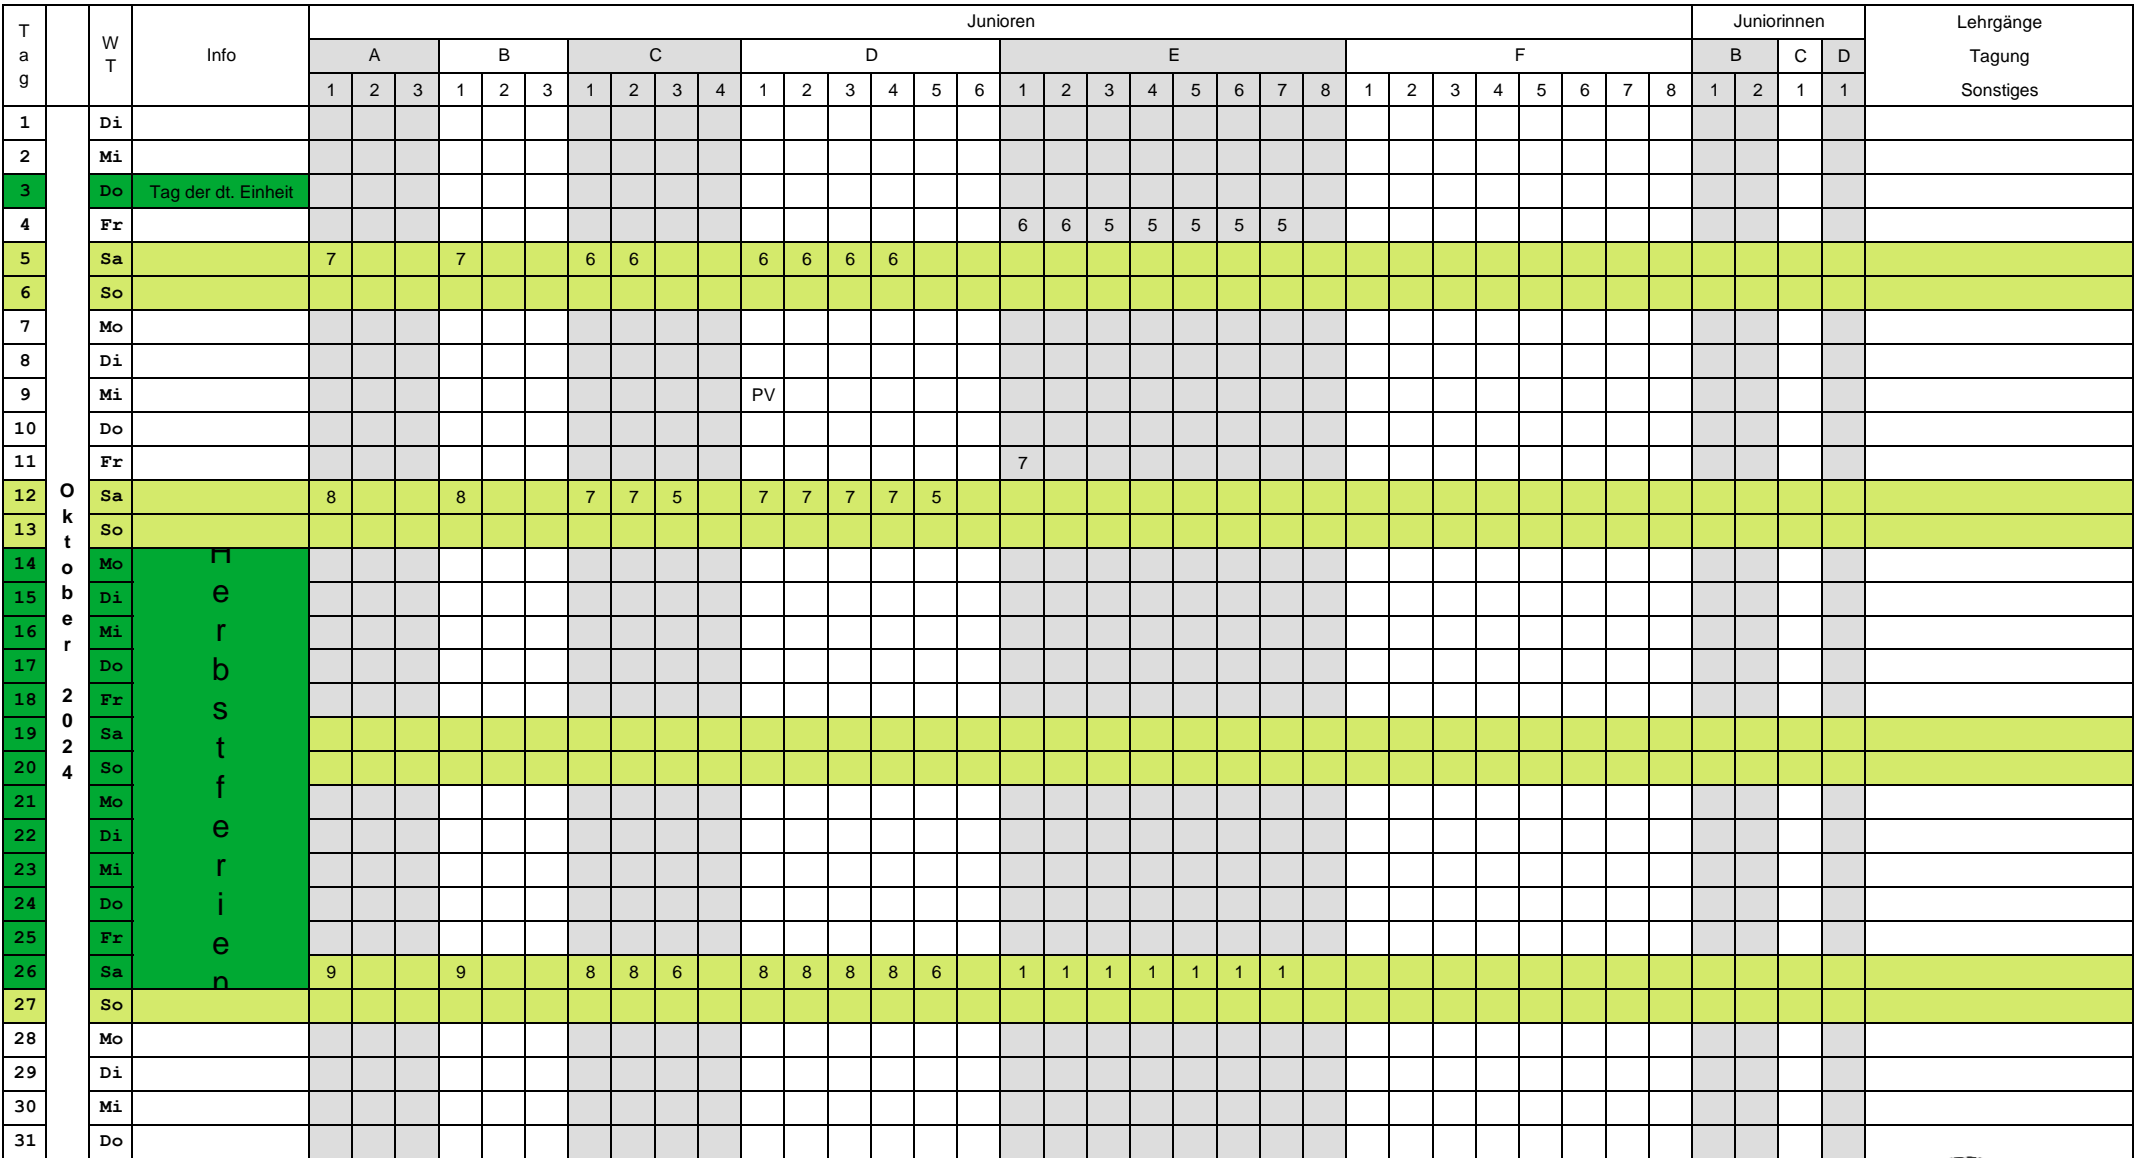 Tag WT Info Junioren Juniorinnen Lehrgänge
A B C D E F B C D Tagung
1 2 3 1 2 3 1 2 3 4 1 2 3 4 5 6 1 2 3 4 5 6 7 8 1 2 3 4 5 6 7 8 1 2 1 1 Sonstiges
Oktober 2024
1 Di
2 Mi
3 Do Tag der dt. Einheit
4 Fr 6 6 5 5 5 5 5
5 Sa 7 7 6 6 6 6 6 6
6 So
7 Mo
8 Di
9 Mi PV
10 Do
11 Fr 7
12 Sa 8 8 7 7 5 7 7 7 7 5
13 So
Herbstferien
14 Mo
15 Di
16 Mi
17 Do
18 Fr
19 Sa
20 So
21 Mo
22 Di
23 Mi
24 Do
25 Fr
26 Sa 9 9 8 8 6 8 8 8 8 6 1 1 1 1 1 1 1
27 So
28 Mo
29 Di
30 Mi
31 Do